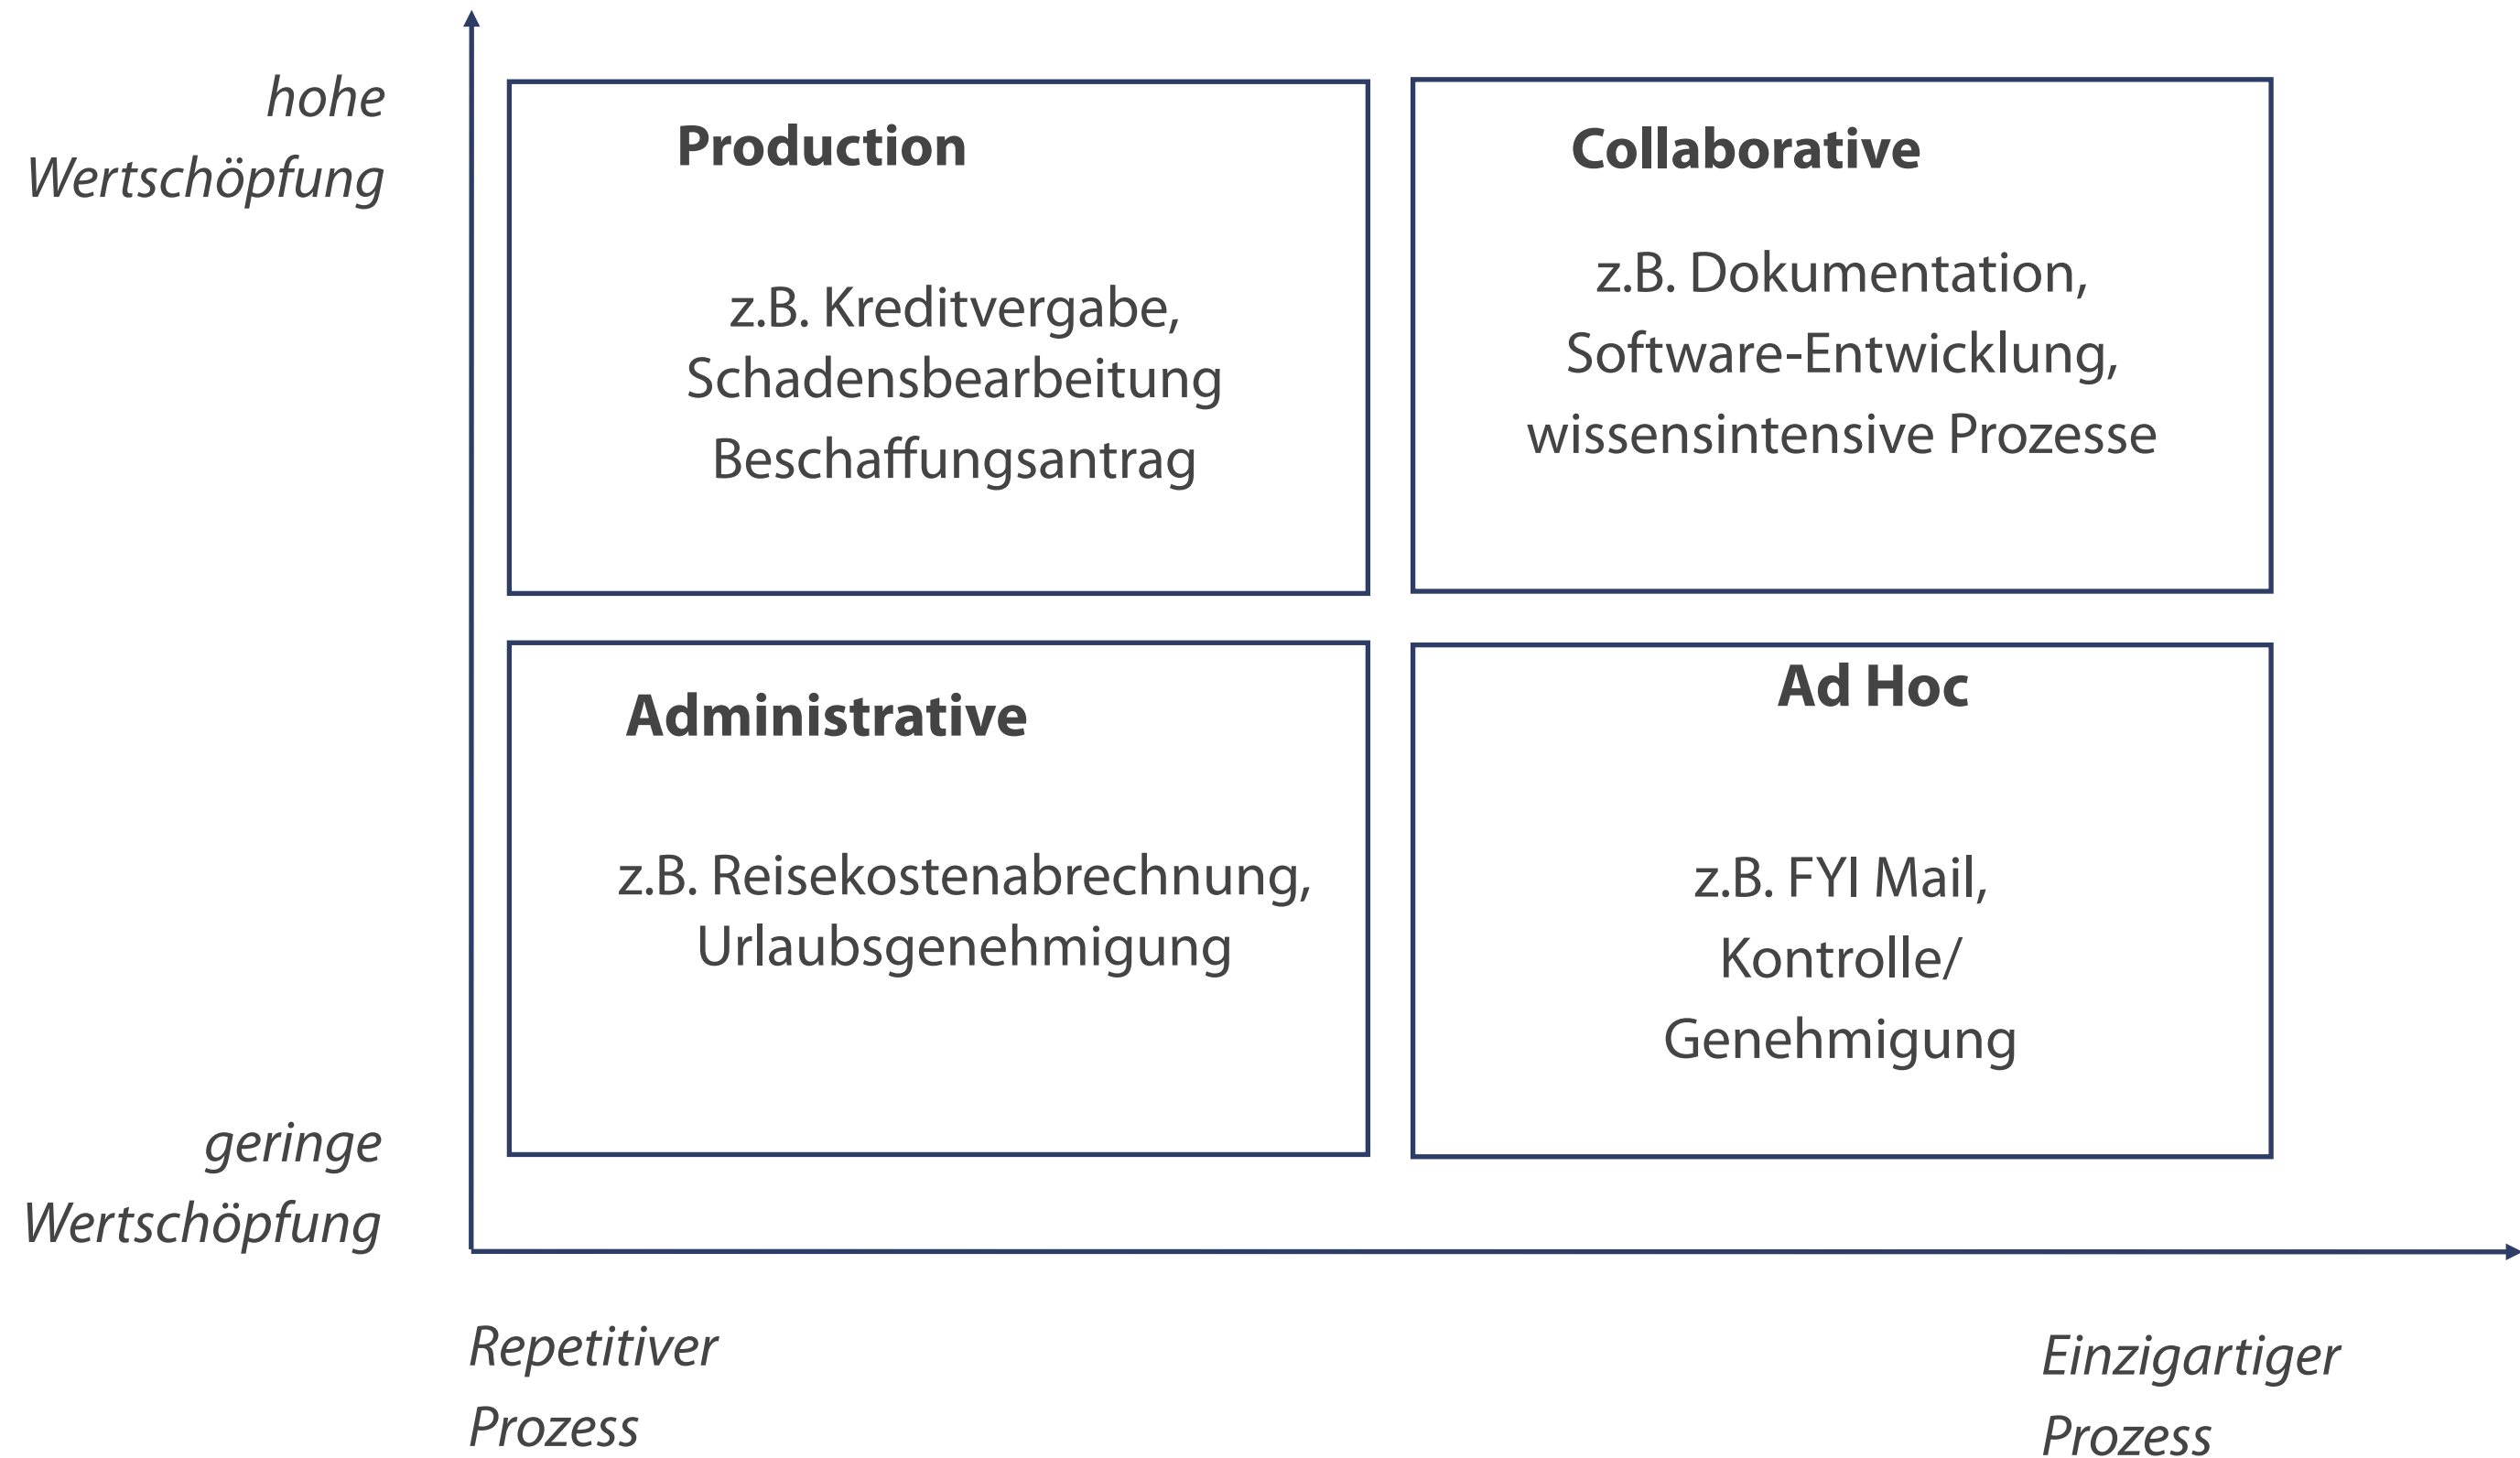 hohe
Wertschöpfung
Production
z.B. Kreditvergabe,
Schadensbearbeitung
Beschaffungsantrag
Collaborative
z.B. Dokumentation,
Software-Entwicklung,
wissensintensive Prozesse
Administrative
z.B. Reisekostenabrechnung,
Urlaubsgenehmigung
Ad Hoc
z.B. FYI Mail,
Kontrolle/
Genehmigung
geringe
Wertschöpfung
Repetitiver
Prozess
Einzigartiger
Prozess